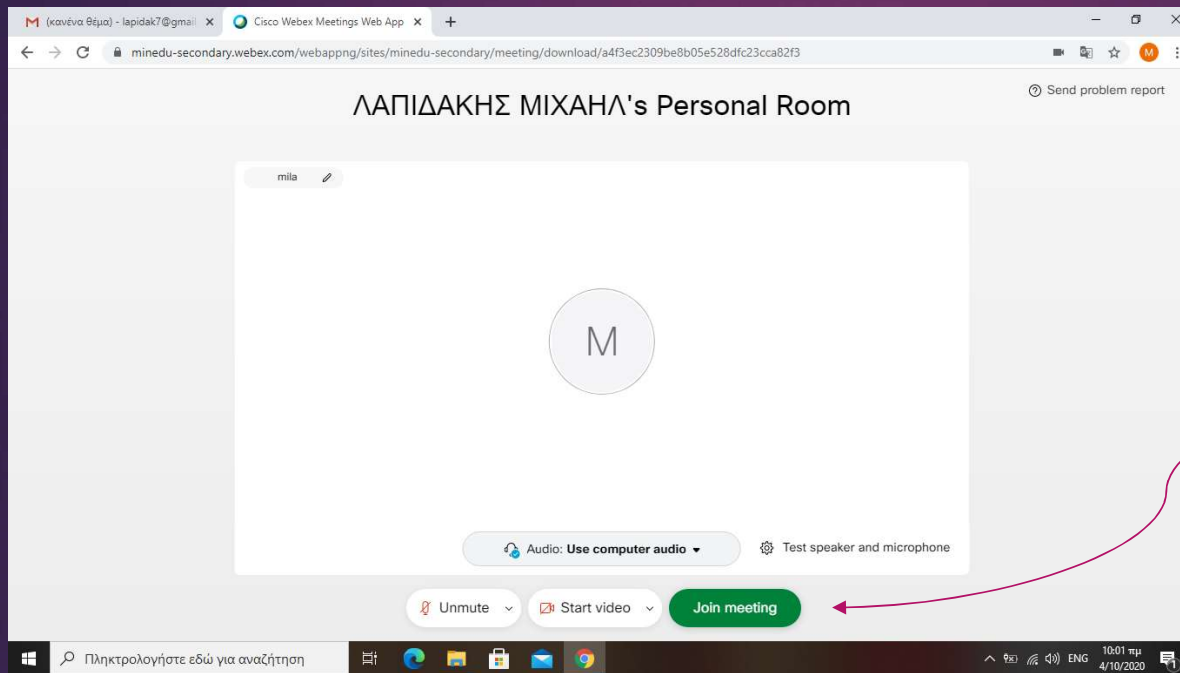 (κανένα θέμα) - lapidak7@gmail
Cisco Webex Meetings Web App
minedu-secondary.webex.com/webappng/sites/minedu-secondary/meeting/download/a4f3ec2309be8b05e528dfc23cca82f3
M
Send problem report
ΛΑΠΙΔΑΚΗΣ ΜΙΧΑΗΛ's Personal Room
mila
M
Audio: Use computer audio
Test speaker and microphone
Unmute
Start video
Join meeting
Πληκτρολογήστε εδώ για αναζήτηση
ENG
10:01 πμ
4/10/2020
1